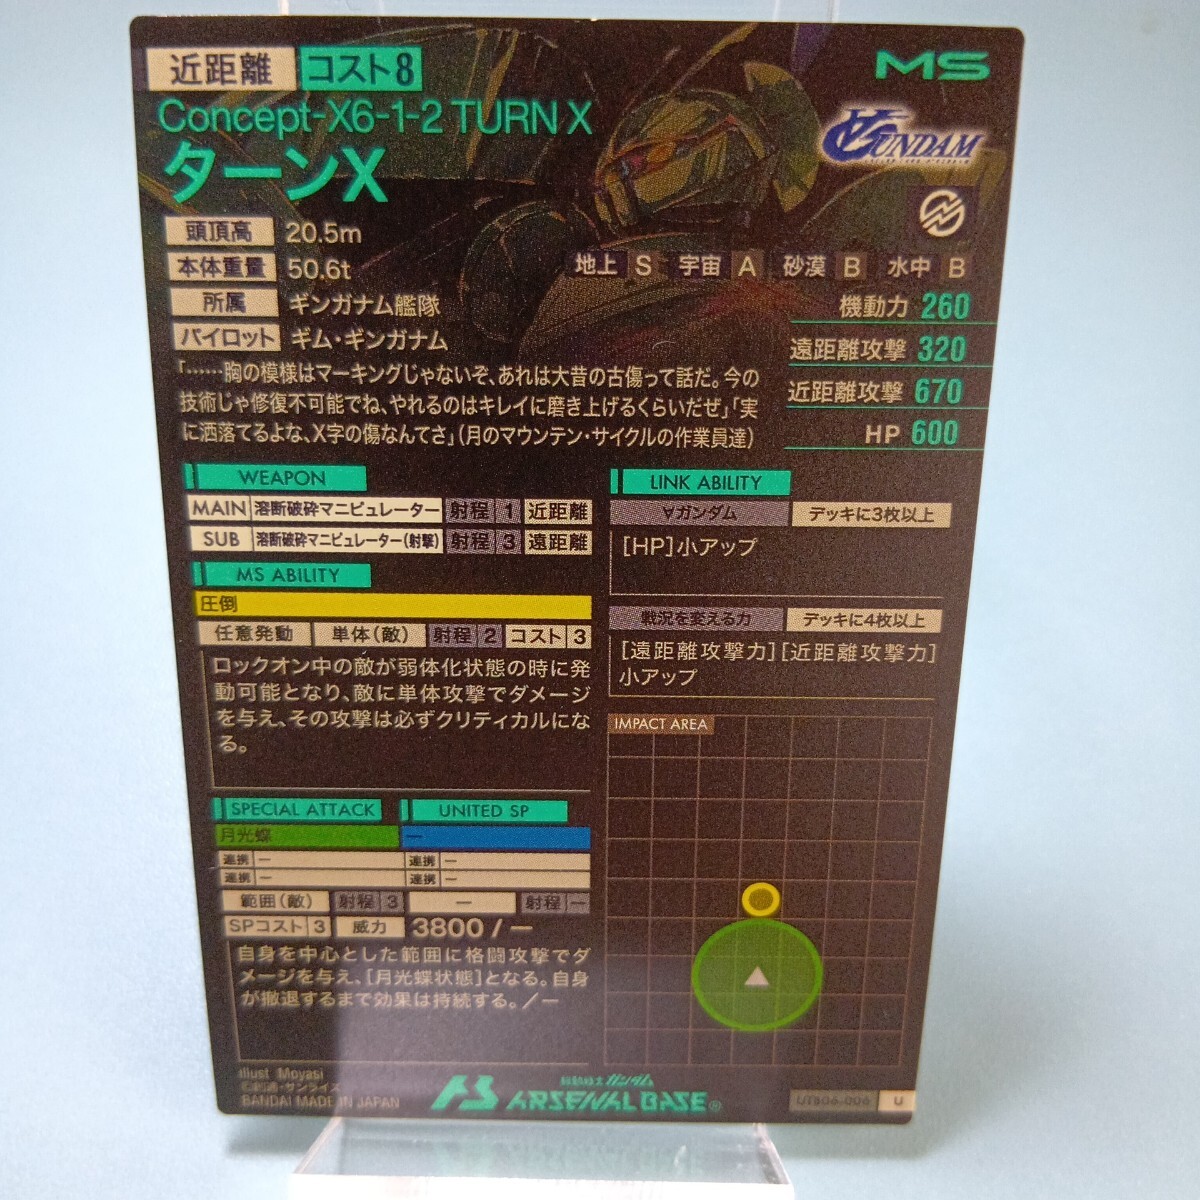 近距離 コスト8 MS
Concept-X6-1-2 TURN X
ターンX
∀GUNDAM
頭頂高 20.5m
本体重量 50.6t
所属 ギンガナム艦隊
パイロット ギム・ギンガナム
地上 S 宇宙 A 砂漠 B 水中 B
機動力 260
遠距離攻撃 320
近距離攻撃 670
HP 600
「……胸の模様はマーキングじゃないぞ、あれは大昔の古傷って話だ。今の
技術じゃ修復不可能でね、やれるのはキレイに磨き上げるくらいだぜ」「実
に洒落てるよな、X字の傷なんてさ」（月のマウンテン・サイクルの作業員達）
WEAPON
MAIN 溶断破砕マニピュレーター 射程 1 近距離
SUB 溶断破砕マニピュレーター(射撃) 射程 3 遠距離
MS ABILITY
圧倒
任意発動 単体（敵） 射程 2 コスト 3
ロックオン中の敵が弱体化状態の時に発
動可能となり、敵に単体攻撃でダメージ
を与え、その攻撃は必ずクリティカルにな
る。
LINK ABILITY
∀ガンダム デッキに3枚以上
[HP]小アップ
戦況を変える力 デッキに4枚以上
[遠距離攻撃力][近距離攻撃力]
小アップ
IMPACT AREA
SPECIAL ATTACK UNITED SP
月光蝶 ―
連携 ― 連携 ―
連携 ― 連携 ―
範囲（敵） 射程 3 ― 射程 ―
SPコスト 3 威力 3800 / ―
自身を中心とした範囲に格闘攻撃でダ
メージを与え、[月光蝶状態]となる。自身
が撤退するまで効果は持続する。／―
illust Moyasi
©創通・サンライズ
BANDAI MADE IN JAPAN
機動戦士ガンダム
ARSENAL BASE®
UTB06-006 U